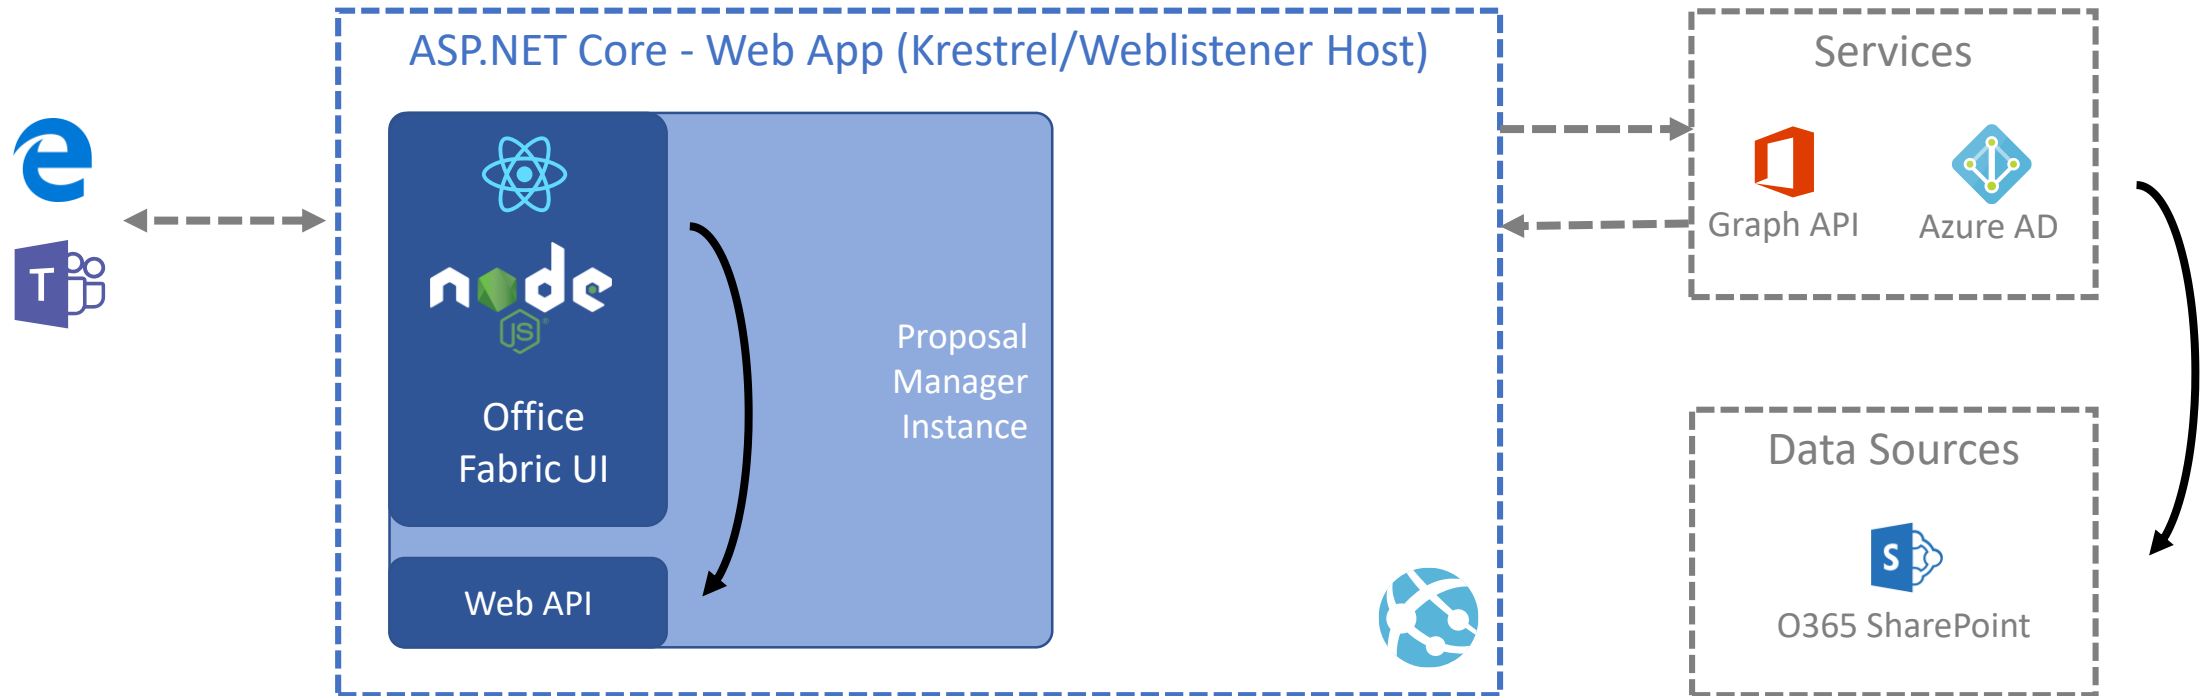 ASP.NET Core - Web App (Krestrel/Weblistener Host)
Services
Graph API
Azure AD
T
node
JS
Office
Fabric UI
Web API
Proposal
Manager
Instance
Data Sources
S
O365 SharePoint